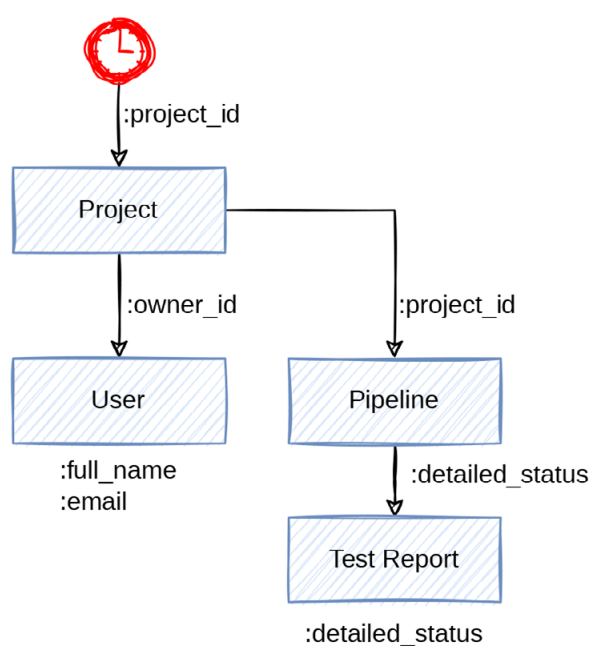 :project_id
Project
:owner_id
:project_id
User
Pipeline
:full_name
:email
:detailed_status
Test Report
:detailed_status